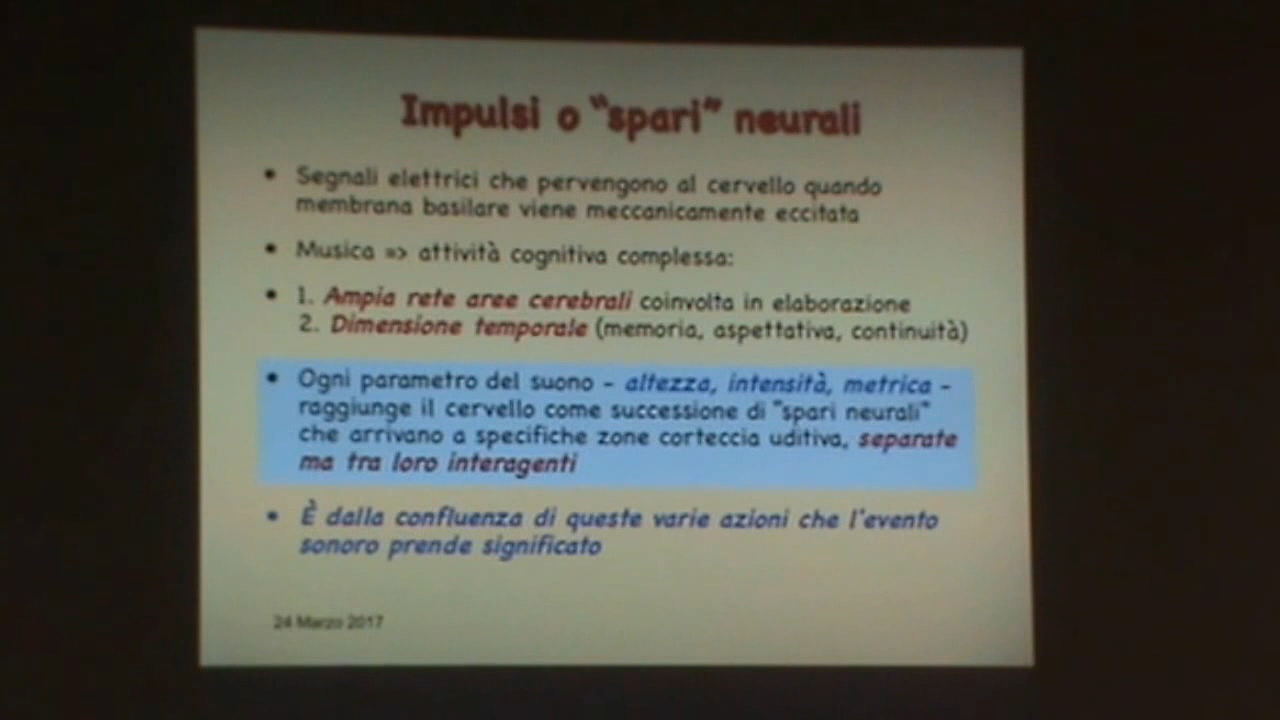 Impulsi o "spari" neurali
• Segnali elettrici che pervengono al cervello quando
membrana basilare viene meccanicamente eccitata
• Musica => attività cognitiva complessa:
• 1. Ampia rete aree cerebrali coinvolta in elaborazione
2. Dimensione temporale (memoria, aspettativa, continuità)
• Ogni parametro del suono - altezza, intensità, metrica -
raggiunge il cervello come successione di "spari neurali"
che arrivano a specifiche zone corteccia uditiva, separate
ma tra loro interagenti
• È dalla confluenza di queste varie azioni che l'evento
sonoro prende significato
24 Marzo 2017